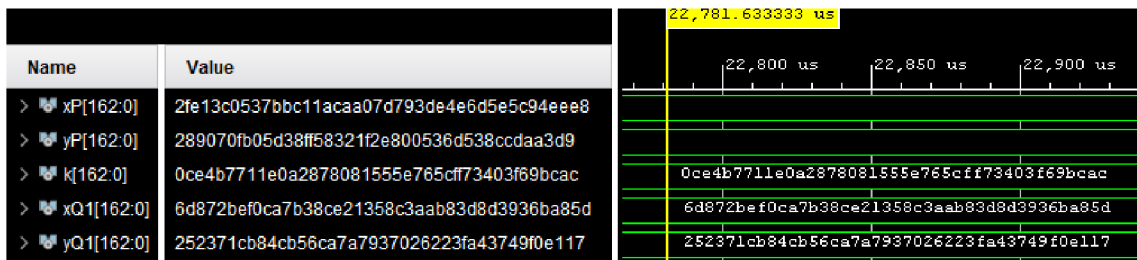 22,781.633333 us
Name Value 22,800 us 22,850 us 22,900 us
xP[162:0] 2fe13c0537bbc11acaa07d793de4e6d5e5c94eee8
yP[162:0] 289070fb05d38ff58321f2e800536d538ccdaa3d9
k[162:0] 0ce4b7711e0a2878081555e765cff73403f69bcac 0ce4b7711e0a2878081555e765cff73403f69bcac
xQ1[162:0] 6d872bef0ca7b38ce21358c3aab83d8d3936ba85d 6d872bef0ca7b38ce21358c3aab83d8d3936ba85d
yQ1[162:0] 252371cb84cb56ca7a7937026223fa43749f0e117 252371cb84cb56ca7a7937026223fa43749f0e117